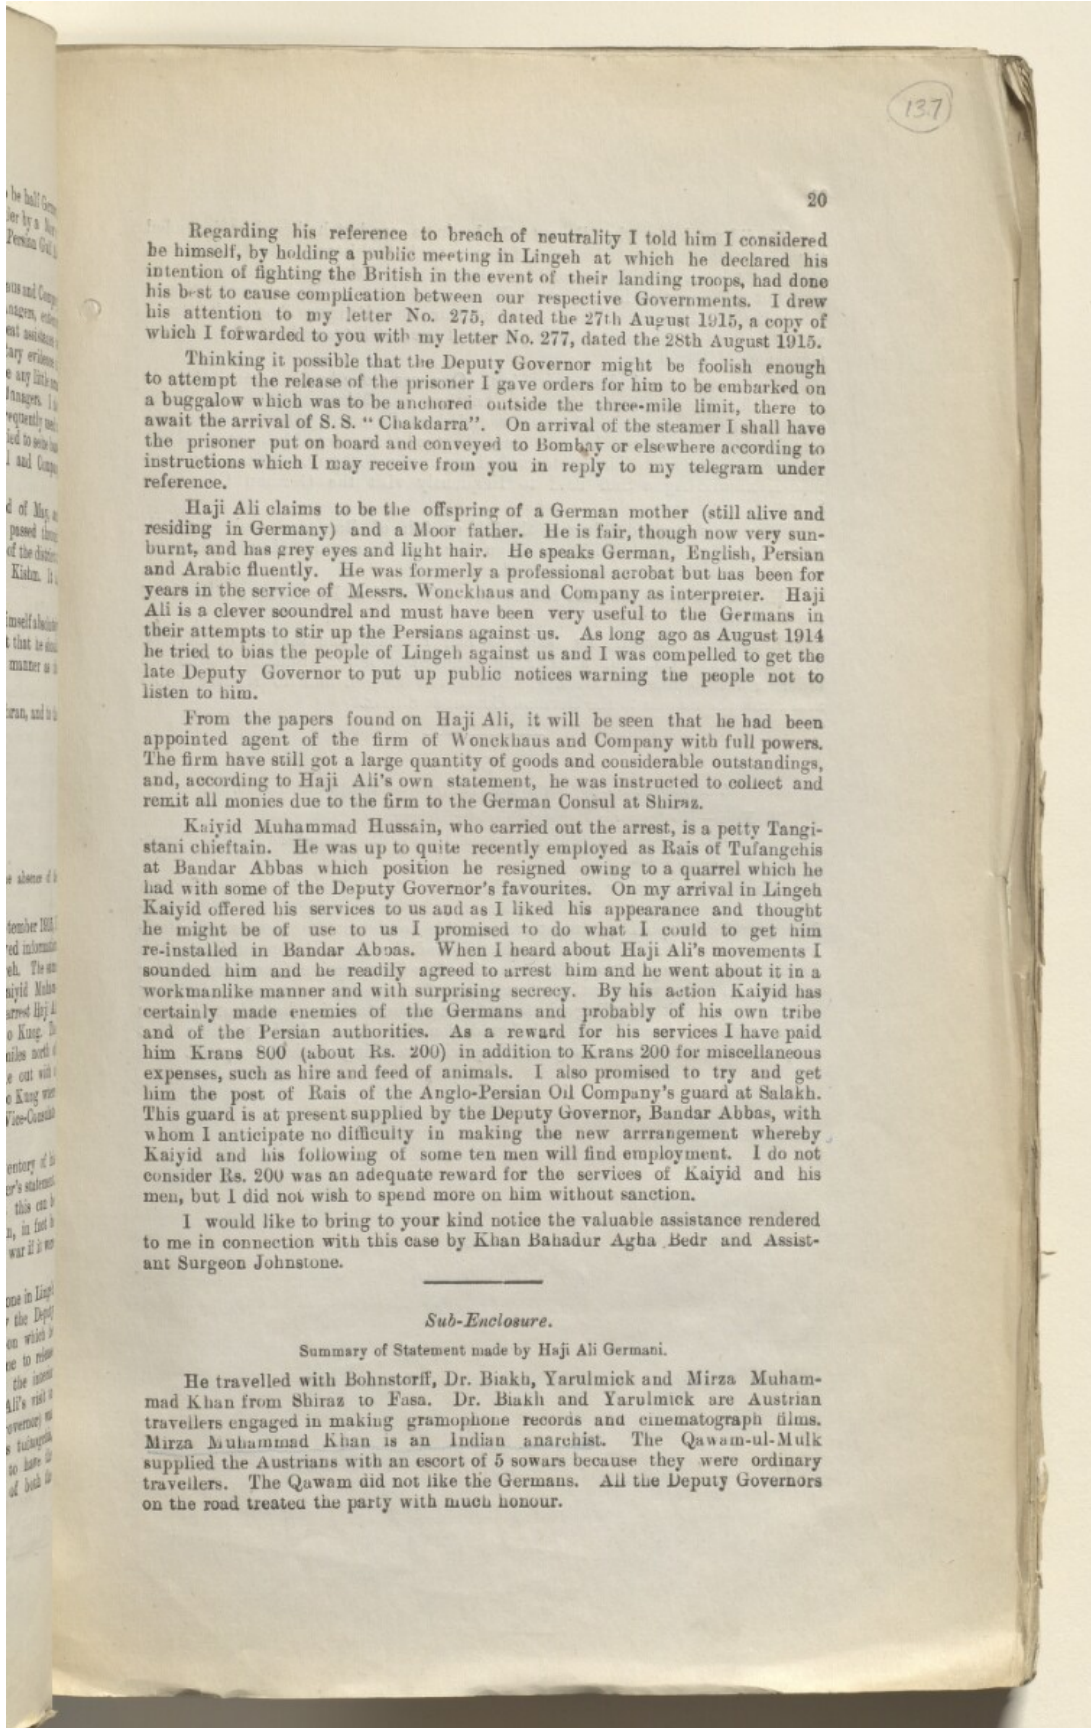 137
20
Regarding his reference to breach of neutrality I told him I considered
he himself, by holding a public meeting in Lingeh at which he declared his
intention of fighting the British in the event of their landing troops, had done
his best to cause complication between our respective Governments. I drew
his attention to my letter No. 275, dated the 27th August 1915, a copy of
which I forwarded to you with my letter No. 277, dated the 28th August 1915.
Thinking it possible that the Deputy Governor might be foolish enough
to attempt the release of the prisoner I gave orders for him to be embarked on
a buggalow which was to be anchored outside the three-mile limit, there to
await the arrival of S. S. " Chakdarra". On arrival of the steamer I shall have
the prisoner put on board and conveyed to Bombay or elsewhere according to
instructions which I may receive from you in reply to my telegram under
reference.
Haji Ali claims to be the offspring of a German mother (still alive and
residing in Germany) and a Moor father. He is fair, though now very sun-
burnt, and has grey eyes and light hair. He speaks German, English, Persian
and Arabic fluently. He was formerly a professional acrobat but has been for
years in the service of Messrs. Wonckhaus and Company as interpreter. Haji
Ali is a clever scoundrel and must have been very useful to the Germans in
their attempts to stir up the Persians against us. As long ago as August 1914
he tried to bias the people of Lingeh against us and I was compelled to get the
late Deputy Governor to put up public notices warning the people not to
listen to him.
From the papers found on Haji Ali, it will be seen that he had been
appointed agent of the firm of Wonckhaus and Company with full powers.
The firm have still got a large quantity of goods and considerable outstandings,
and, according to Haji Ali's own statement, he was instructed to collect and
remit all monies due to the firm to the German Consul at Shiraz.
Kaiyid Muhammad Hussain, who carried out the arrest, is a petty Tangi-
stani chieftain. He was up to quite recently employed as Rais of Tufangchis
at Bandar Abbas which position he resigned owing to a quarrel which he
had with some of the Deputy Governor's favourites. On my arrival in Lingeh
Kaiyid offered his services to us and as I liked his appearance and thought
he might be of use to us I promised to do what I could to get him
re-installed in Bandar Abbas. When I heard about Haji Ali's movements I
sounded him and he readily agreed to arrest him and he went about it in a
workmanlike manner and with surprising secrecy. By his action Kaiyid has
certainly made enemies of the Germans and probably of his own tribe
and of the Persian authorities. As a reward for his services I have paid
him Krans 800 (about Rs. 200) in addition to Krans 200 for miscellaneous
expenses, such as hire and feed of animals. I also promised to try and get
him the post of Rais of the Anglo-Persian Oil Company's guard at Salakh.
This guard is at present supplied by the Deputy Governor, Bandar Abbas, with
whom I anticipate no difficulty in making the new arrrangement whereby
Kaiyid and his following of some ten men will find employment. I do not
consider Rs. 200 was an adequate reward for the services of Kaiyid and his
men, but I did not wish to spend more on him without sanction.
I would like to bring to your kind notice the valuable assistance rendered
to me in connection with this case by Khan Bahadur Agha Bedr and Assist-
ant Surgeon Johnstone.
Sub-Enclosure.
Summary of Statement made by Haji Ali Germani.
He travelled with Bohnstorff, Dr. Biakh, Yarulmick and Mirza Muham-
mad Khan from Shiraz to Fasa. Dr. Biakh and Yarulmick are Austrian
travellers engaged in making gramophone records and cinematograph films.
Mirza Muhammad Khan is an Indian anarchist. The Qawam-ul-Mulk
supplied the Austrians with an escort of 5 sowars because they were ordinary
travellers. The Qawam did not like the Germans. All the Deputy Governors
on the road treated the party with much honour.